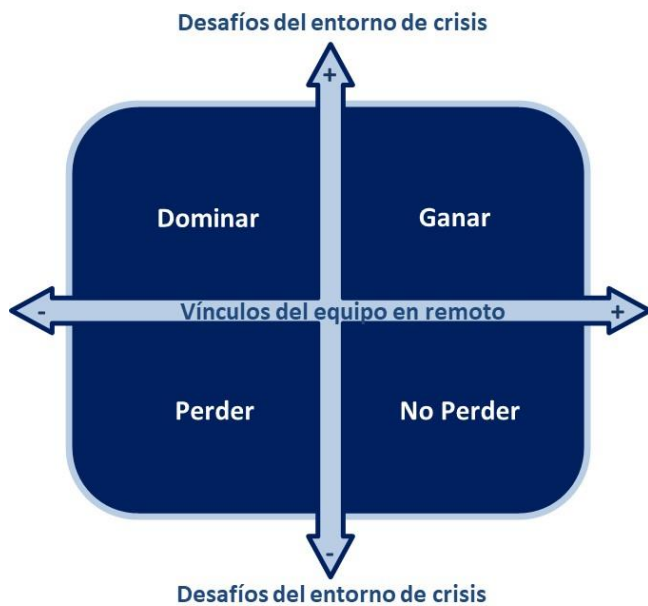 Desafíos del entorno de crisis
+
Dominar
Ganar
-
Vínculos del equipo en remoto
+
Perder
No Perder
-
Desafíos del entorno de crisis